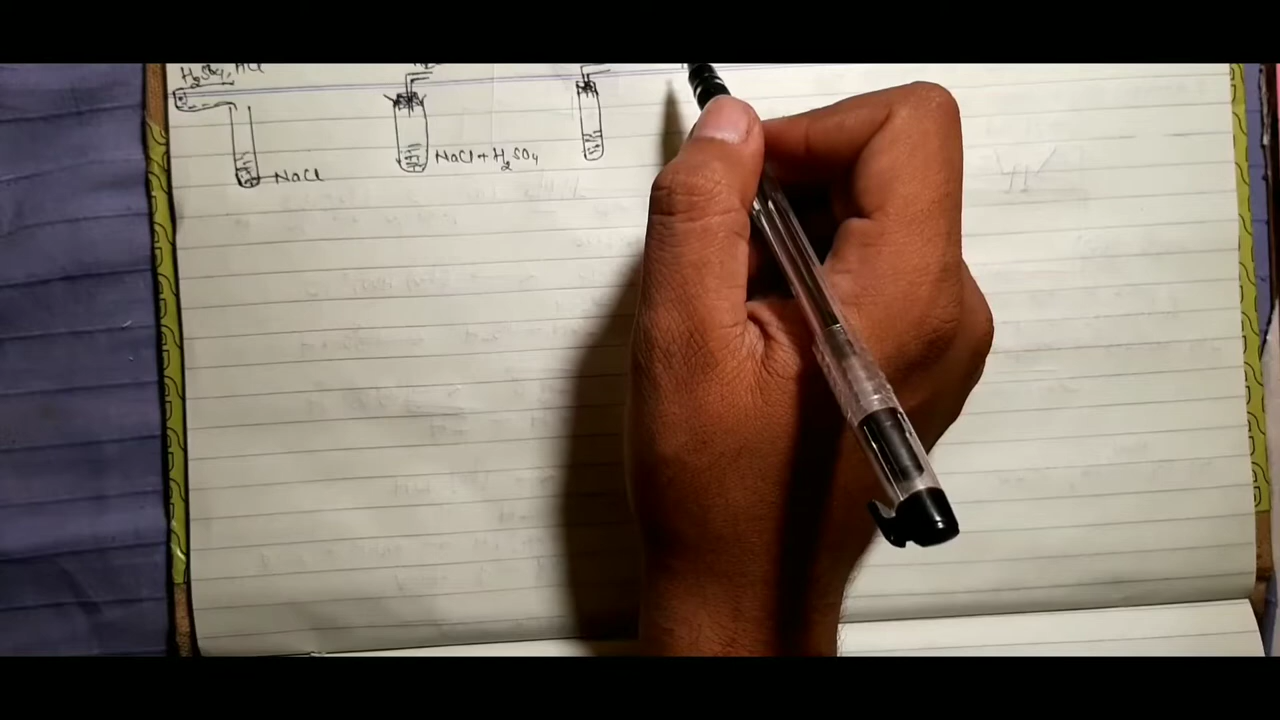 H₂SO₄, HCl
NaCl + H₂SO₄
NaCl